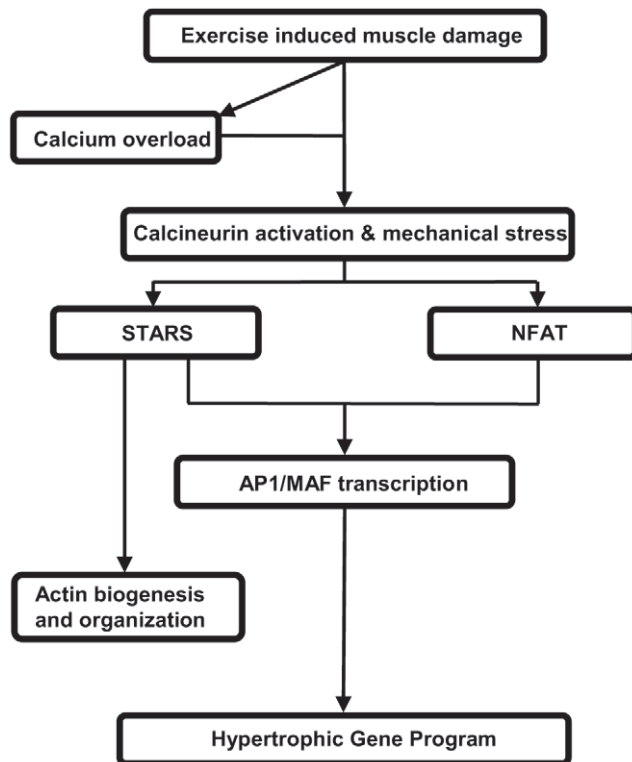 Exercise induced muscle damage
Calcium overload
Calcineurin activation & mechanical stress
STARS
NFAT
AP1/MAF transcription
Actin biogenesis
and organization
Hypertrophic Gene Program